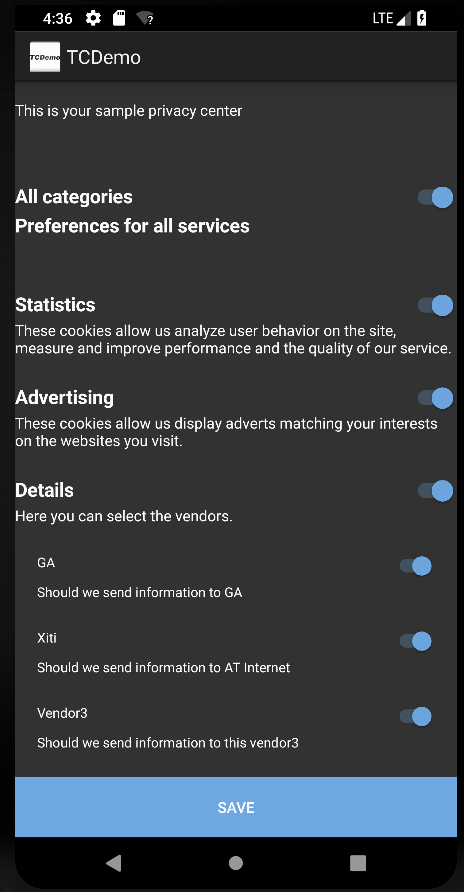 4:36 LTE
TCDemo TCDemo
This is your sample privacy center
All categories
Preferences for all services
Statistics
These cookies allow us analyze user behavior on the site,
measure and improve performance and the quality of our service.
Advertising
These cookies allow us display adverts matching your interests
on the websites you visit.
Details
Here you can select the vendors.
GA
Should we send information to GA
Xiti
Should we send information to AT Internet
Vendor3
Should we send information to this vendor3
SAVE